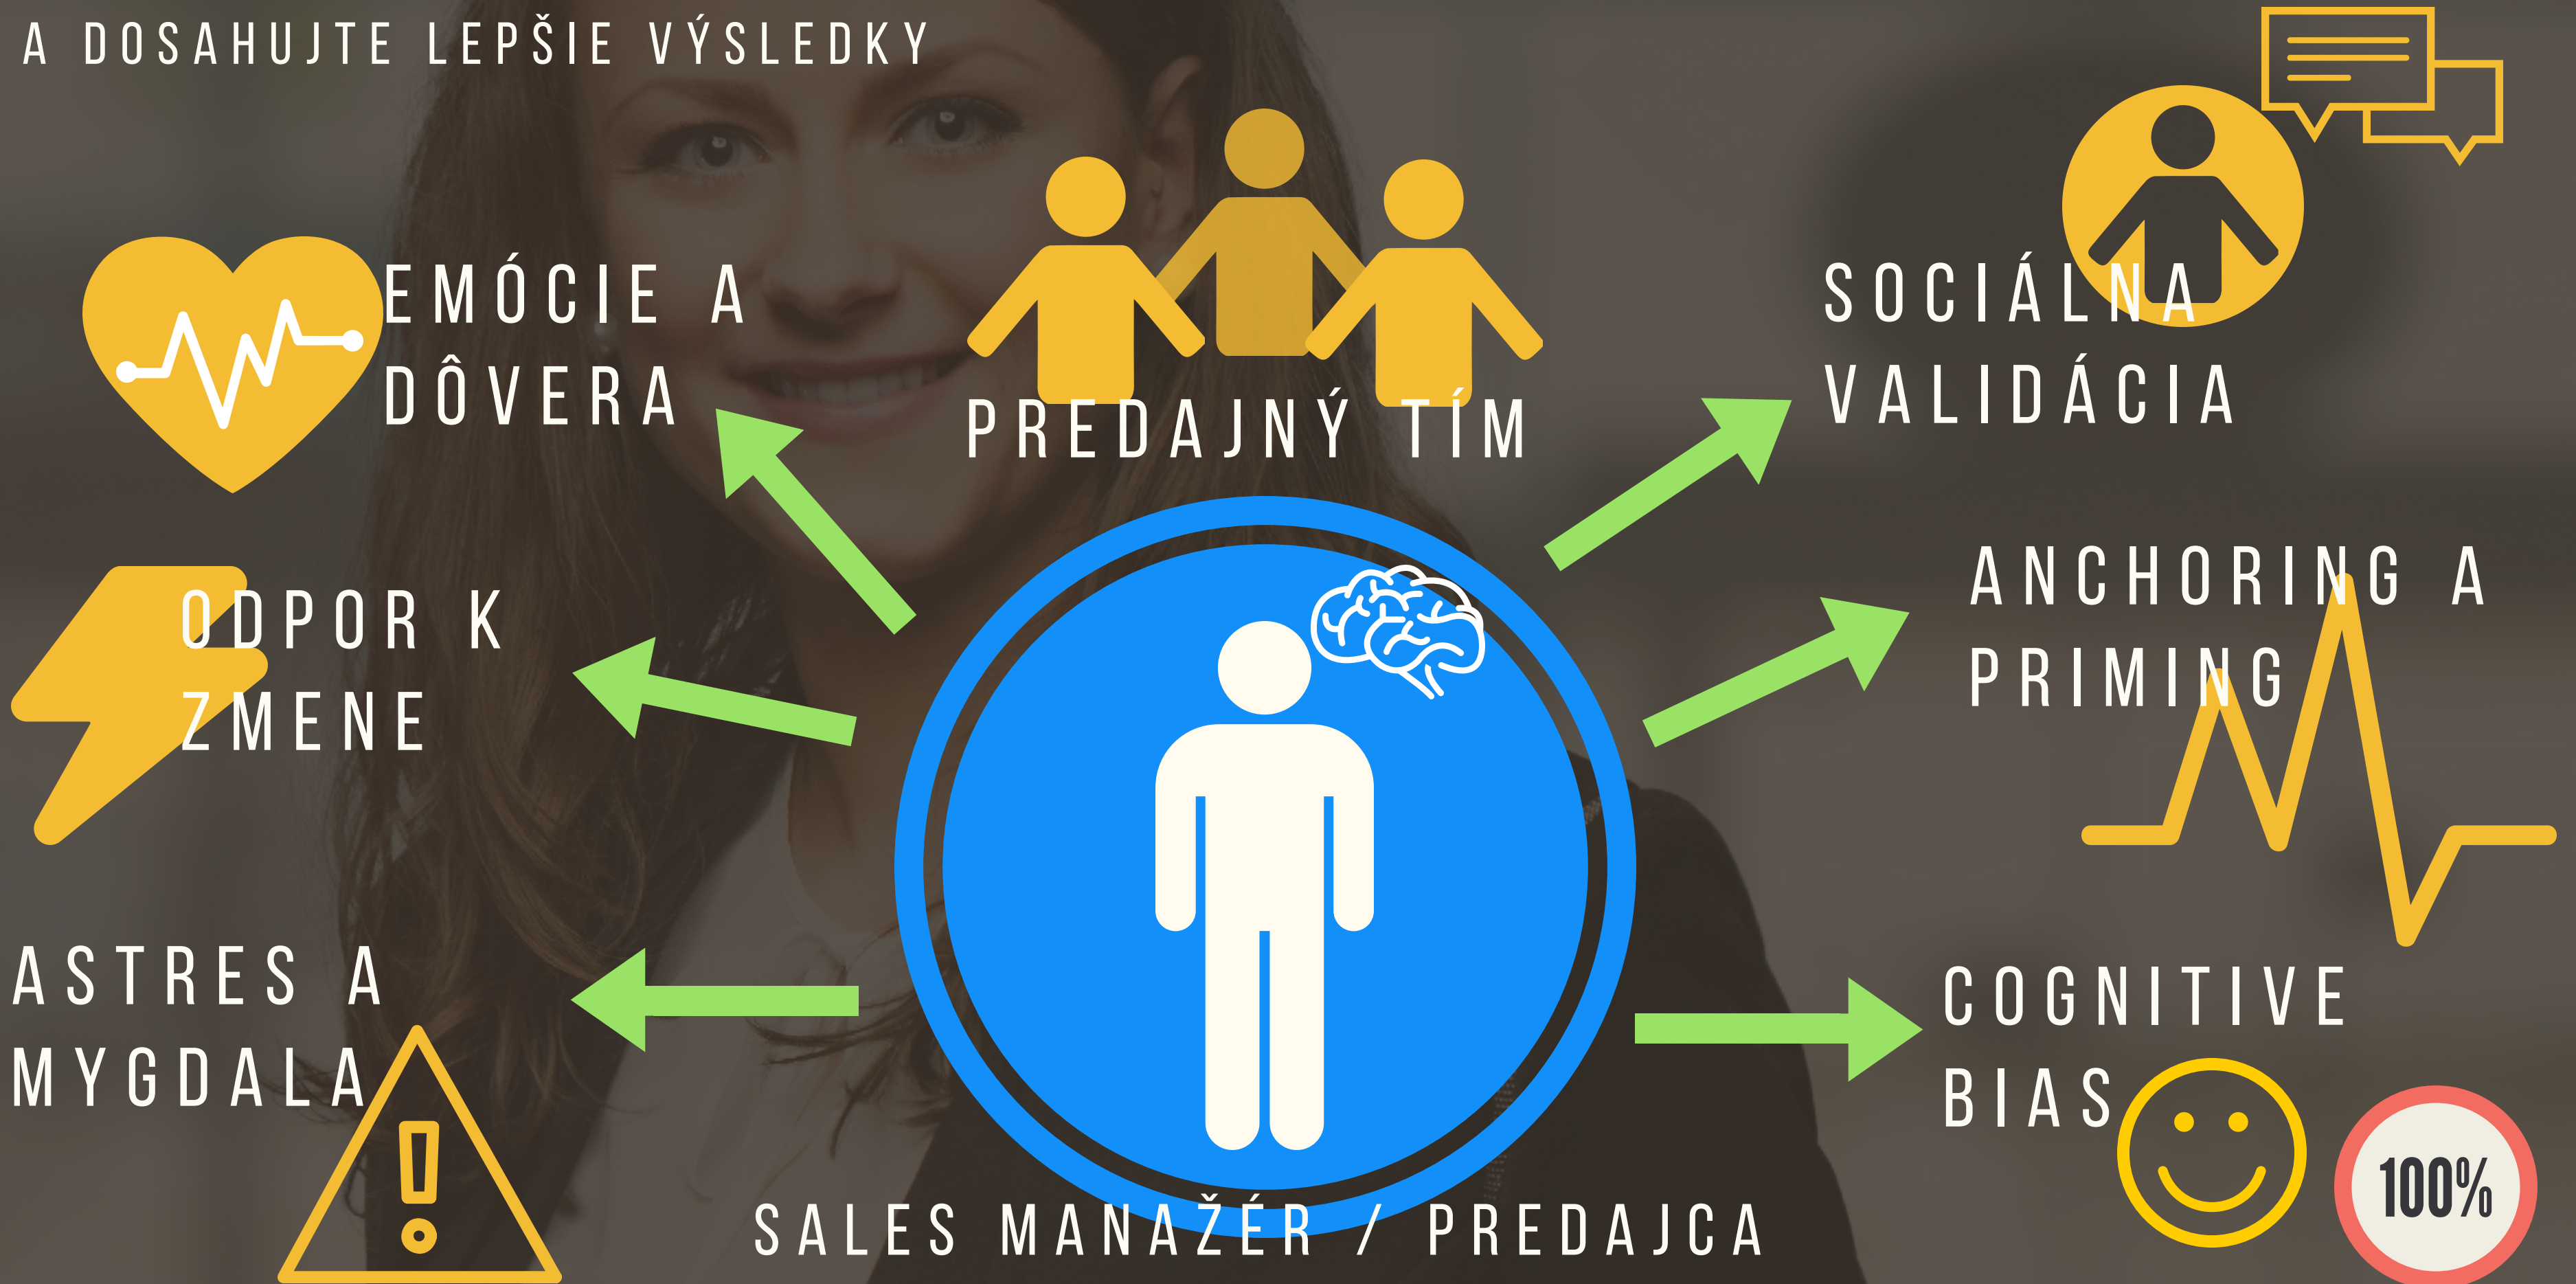 A DOSAHUJTE LEPŠIE VÝSLEDKY
EMÓCIE A
DÔVERA
PREDAJNÝ TÍM
SOCIÁLNA
VALIDÁCIA
ODPOR K
ZMENE
ANCHORING A
PRIMING
ASTRES A
MYGDALA
COGNITIVE
BIAS
100%
SALES MANAŽÉR / PREDAJCA